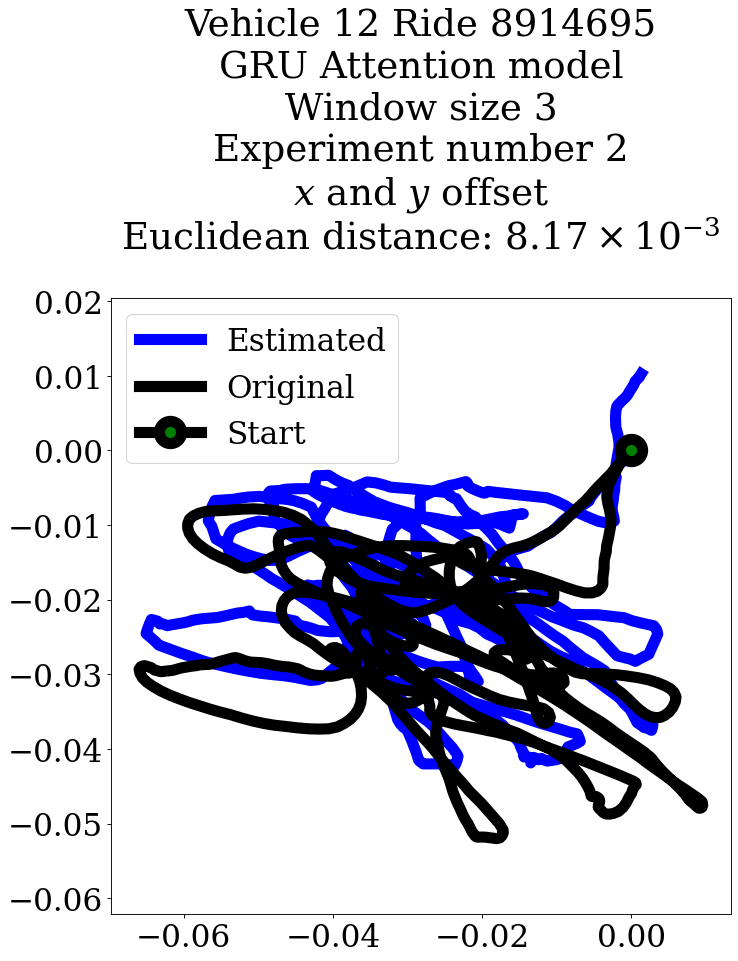 Vehicle 12 Ride 8914695
GRU Attention model
Window size 3
Experiment number 2
x and y offset
Euclidean distance: 8.17 × 10⁻³
Estimated
Original
Start
0.02
0.01
0.00
−0.01
−0.02
−0.03
−0.04
−0.05
−0.06
−0.06 −0.04 −0.02 0.00